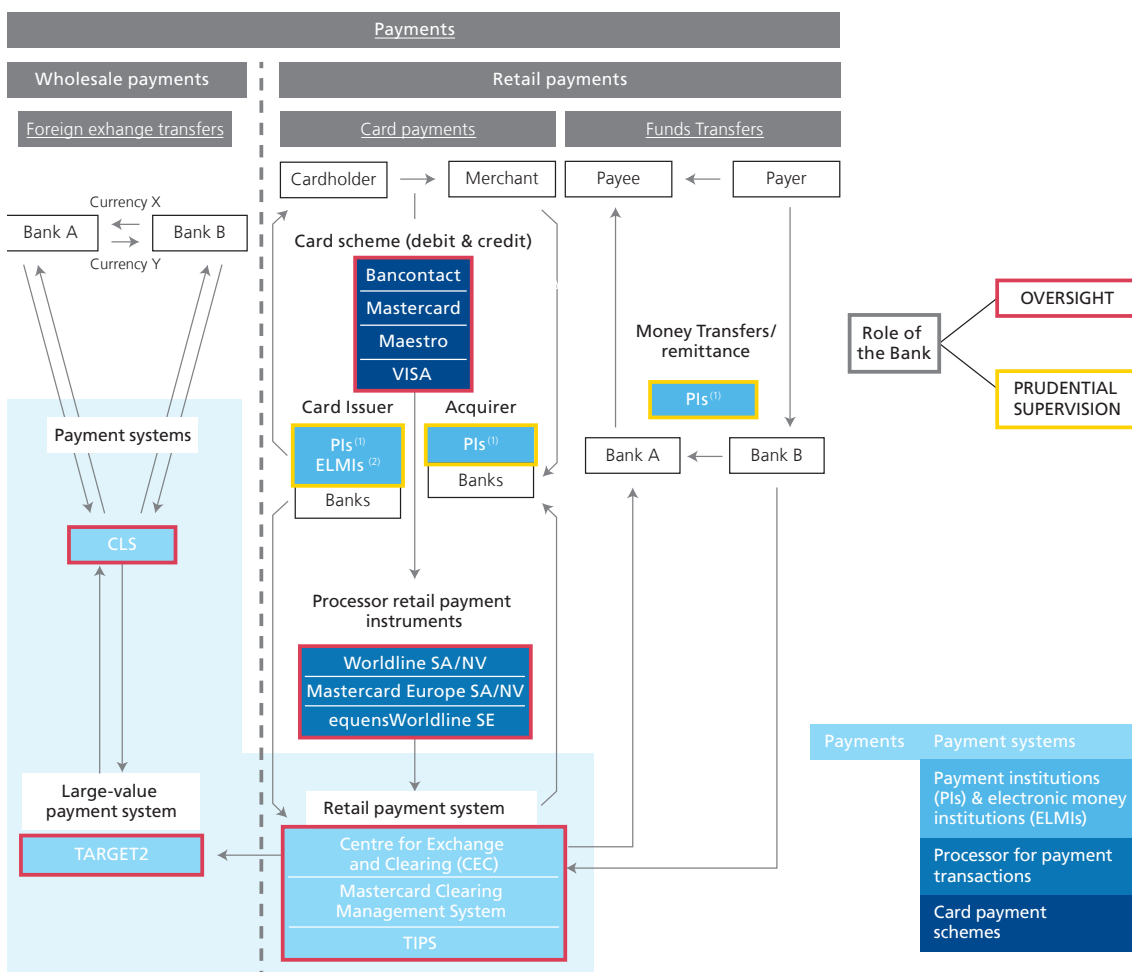 Payments
Wholesale payments
Retail payments
Foreign exhange transfers
Card payments
Funds Transfers
Cardholder
Merchant
Payee
Payer
Currency X
Bank A
Bank B
Currency Y
Card scheme (debit & credit)
Bancontact
Mastercard
Maestro
VISA
Money Transfers/
remittance
PIs (1)
Role of
the Bank
OVERSIGHT
PRUDENTIAL
SUPERVISION
Card Issuer
Acquirer
PIs (1)
ELMIs (2)
Banks
PIs (1)
Banks
Bank A
Bank B
Payment systems
CLS
Processor retail payment
instruments
Worldline SA/NV
Mastercard Europe SA/NV
equensWorldline SE
Large-value
payment system
TARGET2
Retail payment system
Centre for Exchange
and Clearing (CEC)
Mastercard Clearing
Management System
TIPS
Payments
Payment systems
Payment institutions
(PIs) & electronic money
institutions (ELMIs)
Processor for payment
transactions
Card payment
schemes